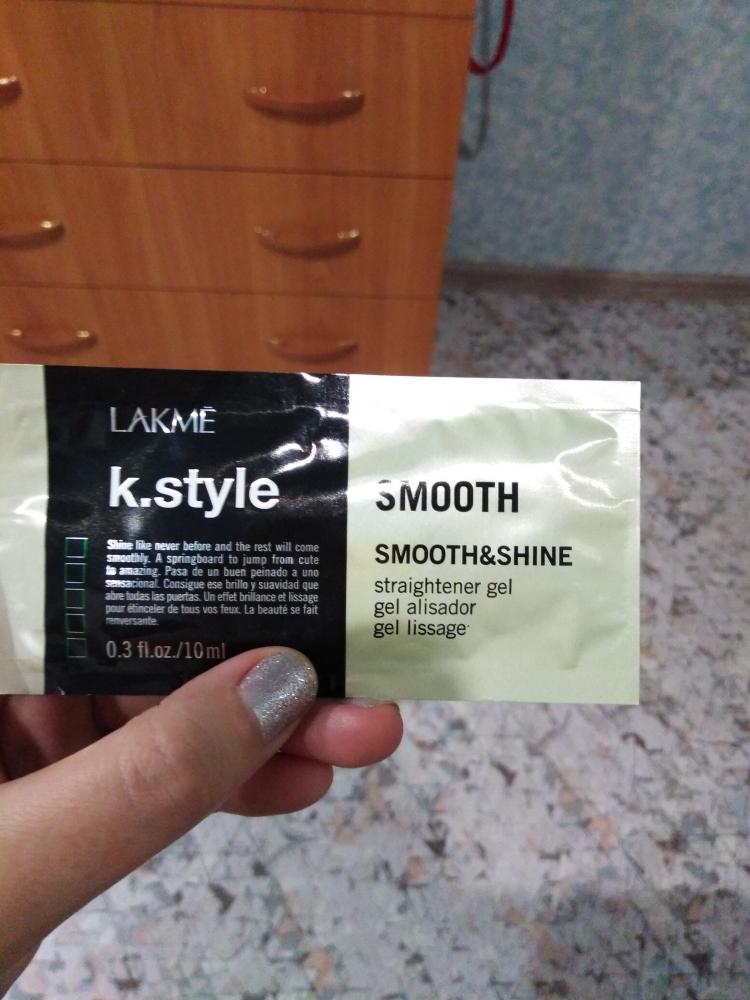 LAKMĒ
k.style
Shine like never before and the rest will come
smoothly. A springboard to jump from cute
to amazing. Pasa de un buen peinado a uno
sensacional. Consigue ese brillo y suavidad que
abre todas las puertas. Un effet brillance et lissage
pour étinceler de tous vos feux. La beauté se fait
renversante.
0.3 fl.oz./10 ml
SMOOTH
SMOOTH&SHINE
straightener gel
gel alisador
gel lissage